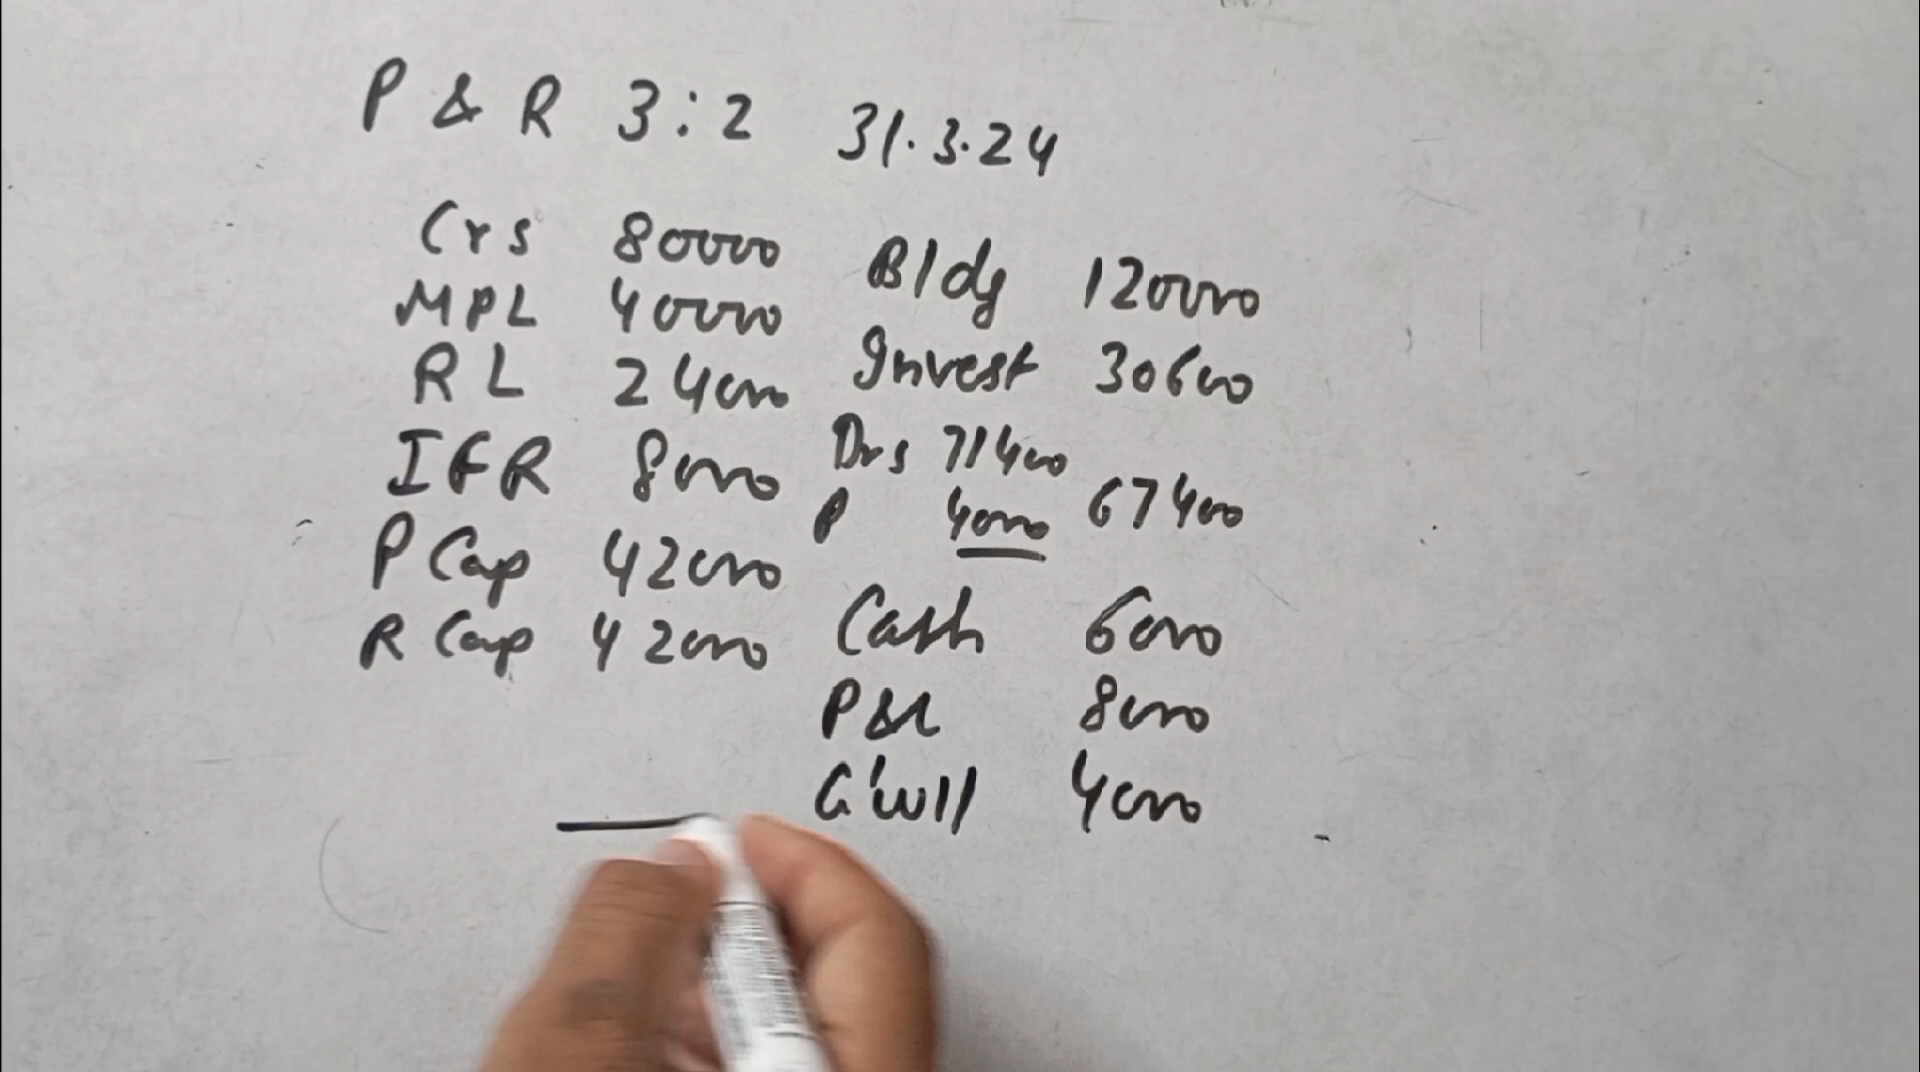 P & R 3:2 31.3.24
Crs 80000 Bldg 120000
MPL 40000 Invest 30600
RL 24000 Drs 71400
IFR 8000 P 4000 67400
P Cap 42000 Cash 6000
R Cap 42000 P&L 8000
G'will 4000